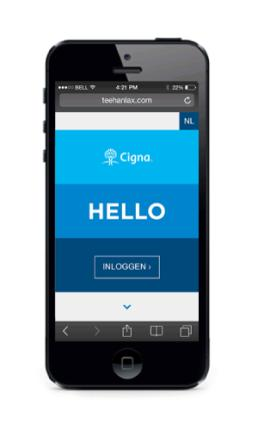 BELL 4:21 PM 22%
teehanlax.com
NL
Cigna
HELLO
INLOGGEN ›